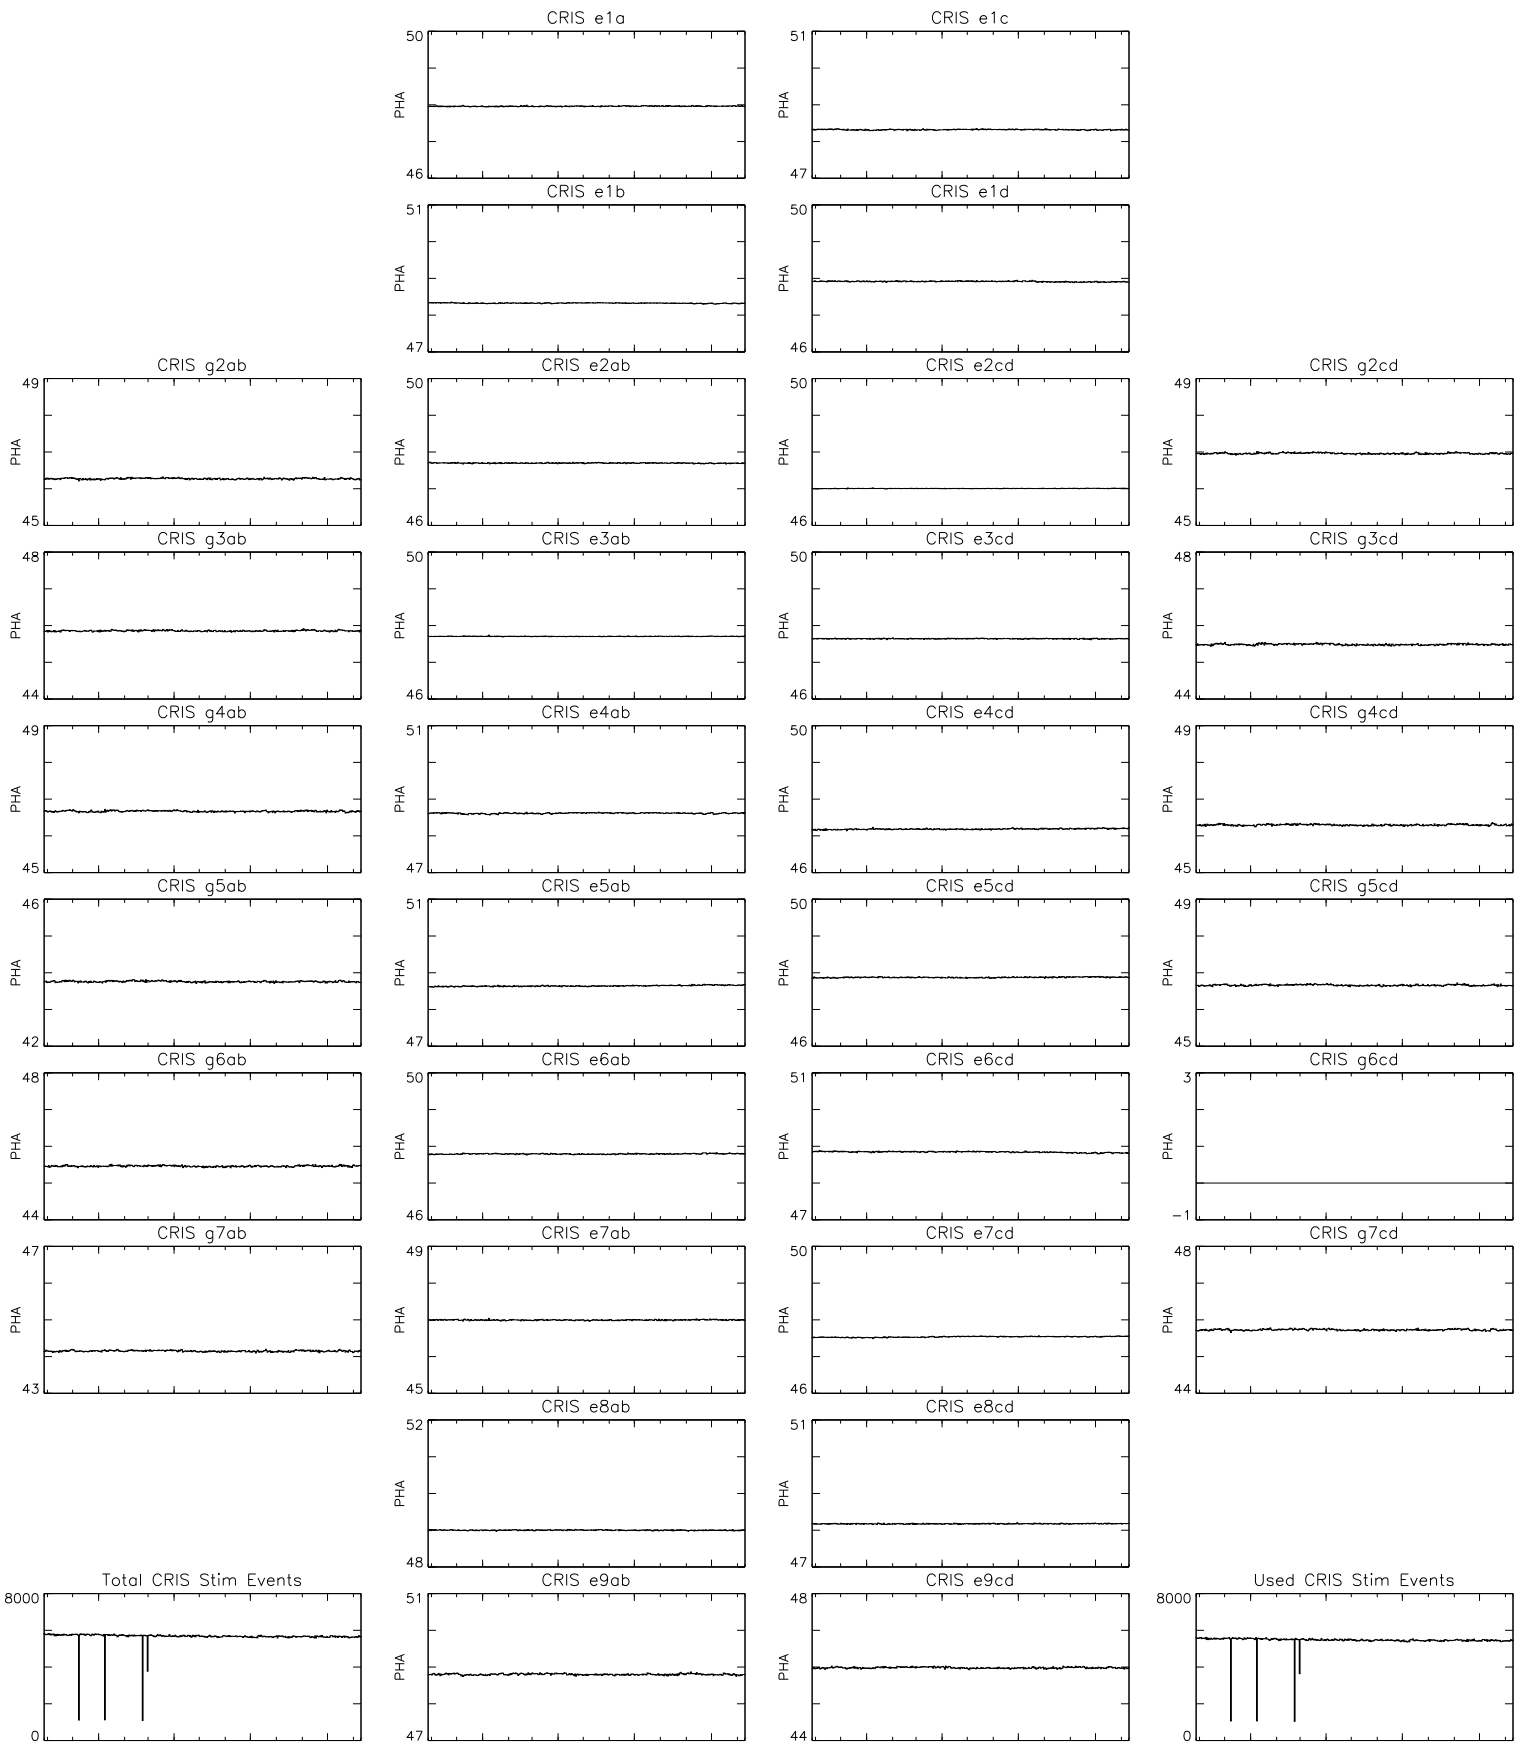 CRIS e1a
50
PHA
46
CRIS e1c
51
PHA
47
CRIS e1b
51
PHA
47
CRIS e1d
50
PHA
46
CRIS g2ab
49
PHA
45
CRIS e2ab
50
PHA
46
CRIS e2cd
50
PHA
46
CRIS g2cd
49
PHA
45
CRIS g3ab
48
PHA
44
CRIS e3ab
50
PHA
46
CRIS e3cd
50
PHA
46
CRIS g3cd
48
PHA
44
CRIS g4ab
49
PHA
45
CRIS e4ab
51
PHA
47
CRIS e4cd
50
PHA
46
CRIS g4cd
49
PHA
45
CRIS g5ab
46
PHA
42
CRIS e5ab
51
PHA
47
CRIS e5cd
50
PHA
46
CRIS g5cd
49
PHA
45
CRIS g6ab
48
PHA
44
CRIS e6ab
50
PHA
46
CRIS e6cd
51
PHA
47
CRIS g6cd
3
PHA
-1
CRIS g7ab
47
PHA
43
CRIS e7ab
49
PHA
45
CRIS e7cd
50
PHA
46
CRIS g7cd
48
PHA
44
CRIS e8ab
52
PHA
48
CRIS e8cd
51
PHA
47
Total CRIS Stim Events
8000
0
CRIS e9ab
51
PHA
47
CRIS e9cd
48
PHA
44
Used CRIS Stim Events
8000
0